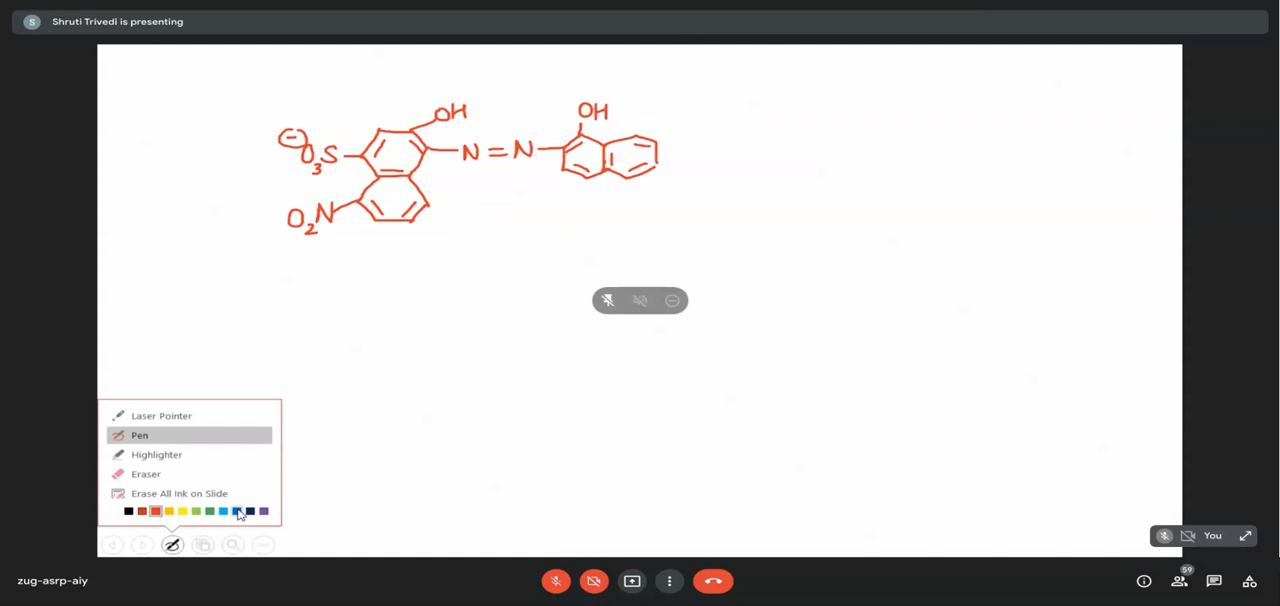 S Shruti Trivedi is presenting
OH
OH
⊖O₃S
N=N
O₂N
Laser Pointer
Pen
Highlighter
Eraser
Erase All Ink on Slide
You
zug-asrp-aiy
59